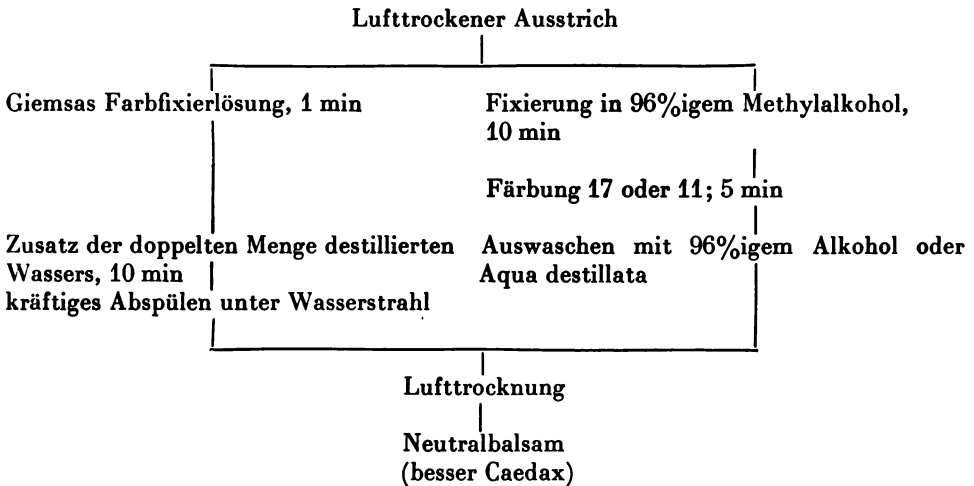 Lufttrockener Ausstrich
Giemsas Farbfixierlösung, 1 min
Fixierung in 96%igem Methylalkohol,
10 min
Färbung 17 oder 11; 5 min
Zusatz der doppelten Menge destillierten
Wassers, 10 min
kräftiges Abspülen unter Wasserstrahl
Auswaschen mit 96%igem Alkohol oder
Aqua destillata
Lufttrocknung
Neutralbalsam
(besser Caedax)